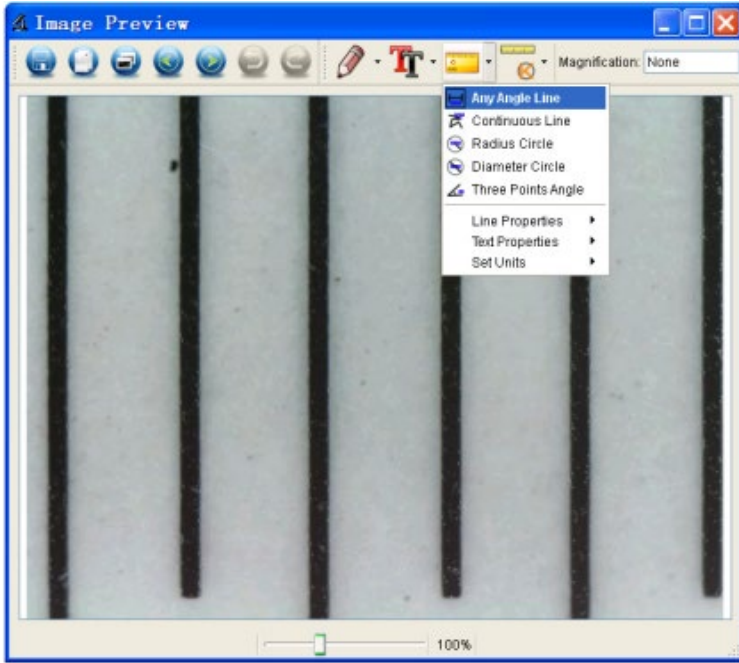 Image Preview
Magnification: None
Any Angle Line
Continuous Line
Radius Circle
Diameter Circle
Three Points Angle
Line Properties
Text Properties
Set Units
100%